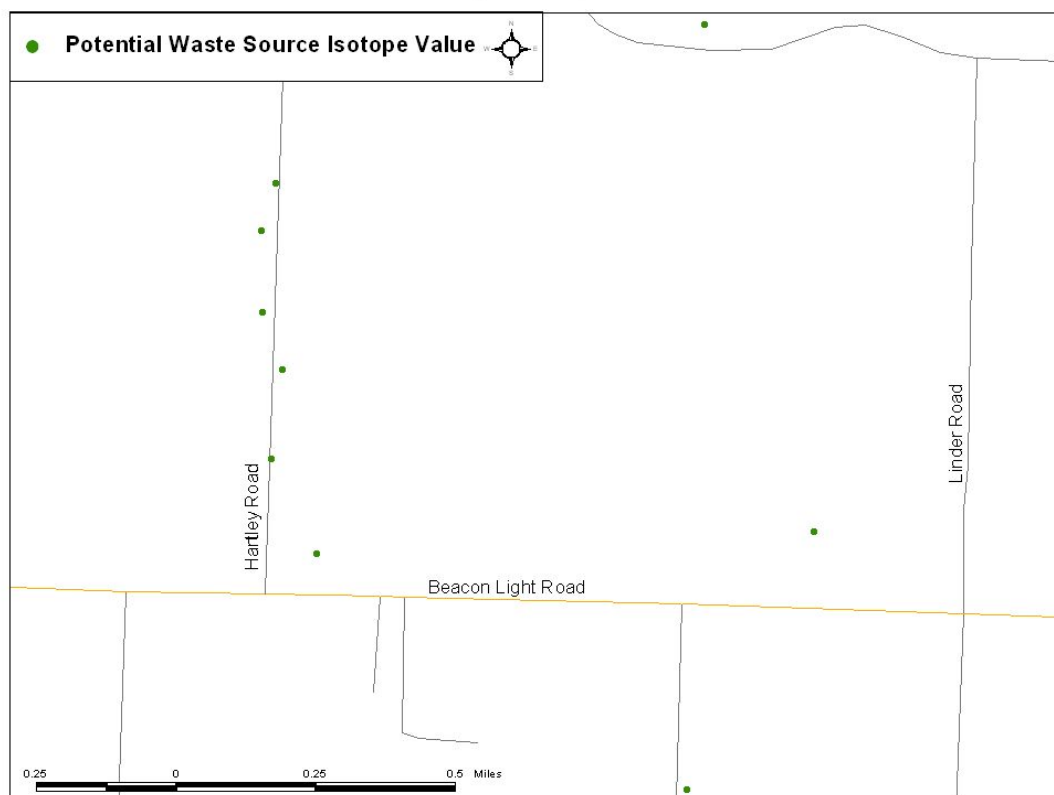 Potential Waste Source Isotope Value
N
W E
S
Linder Road
Hartley Road
Beacon Light Road
0.25 0 0.25 0.5 Miles